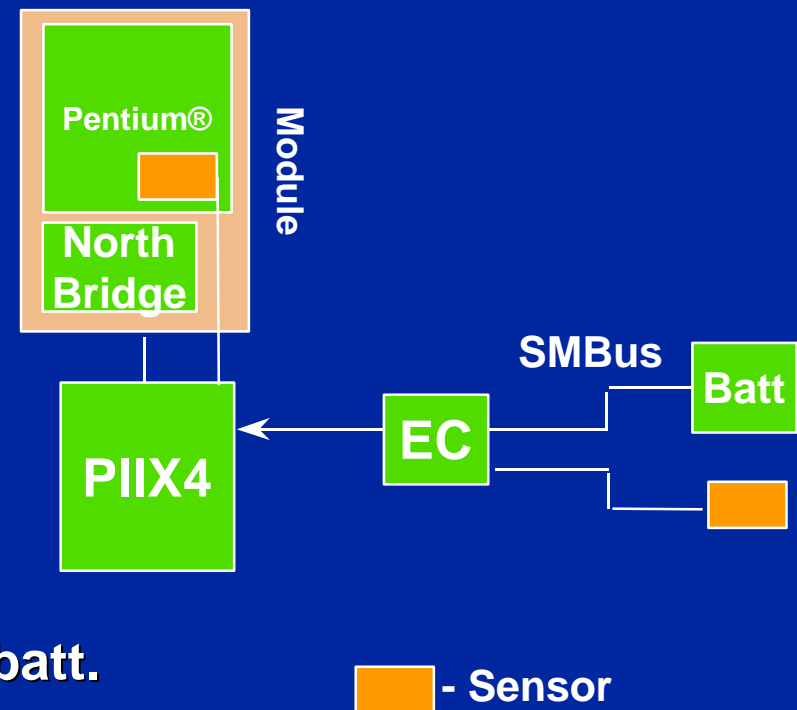 Pentium®
Module
North
Bridge
SMBus
Batt
EC
PIIX4
batt.
- Sensor